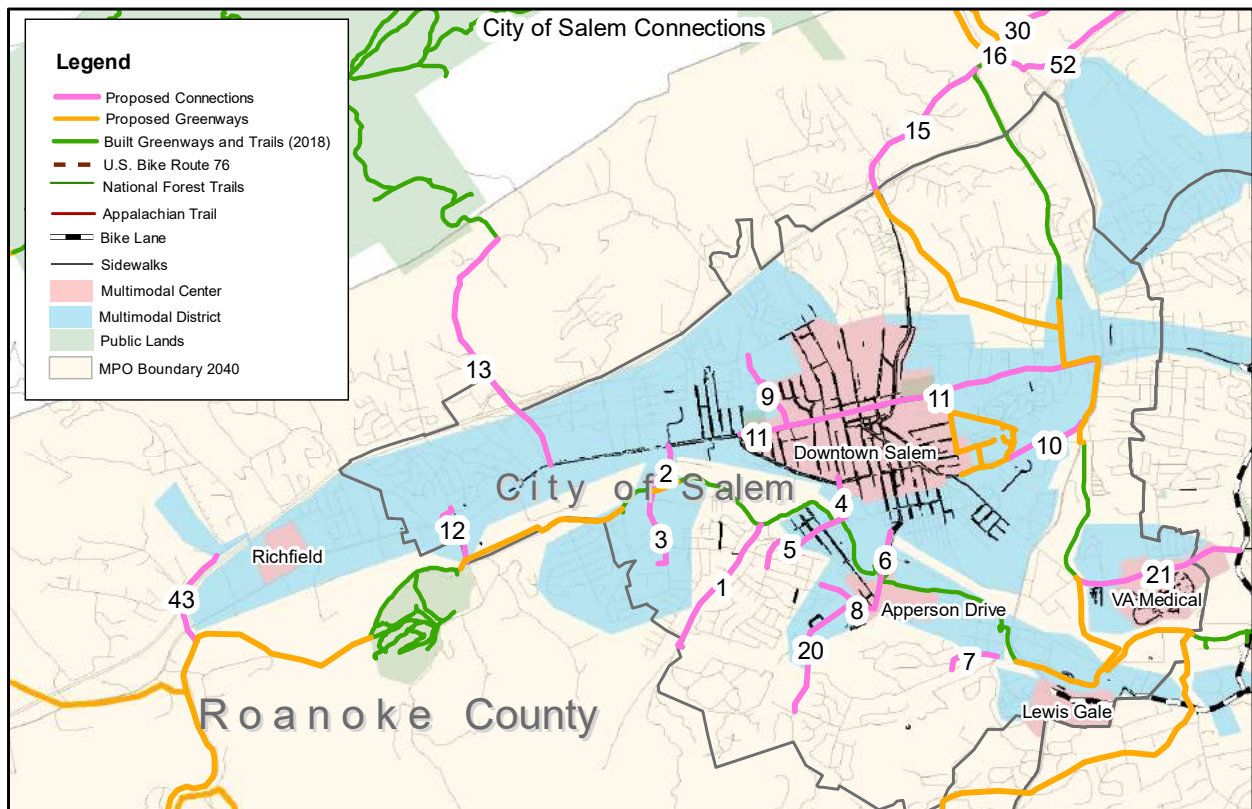 City of Salem Connections
Legend
Proposed Connections
Proposed Greenways
Built Greenways and Trails (2018)
U.S. Bike Route 76
National Forest Trails
Appalachian Trail
Bike Lane
Sidewalks
Multimodal Center
Multimodal District
Public Lands
MPO Boundary 2040
30
16
52
15
13
9
11
11
Downtown Salem
10
2
City of Salem
4
12
3
5
6
1
Richfield
43
21
VA Medical
8
Apperson Drive
20
7
Roanoke County
Lewis Gale